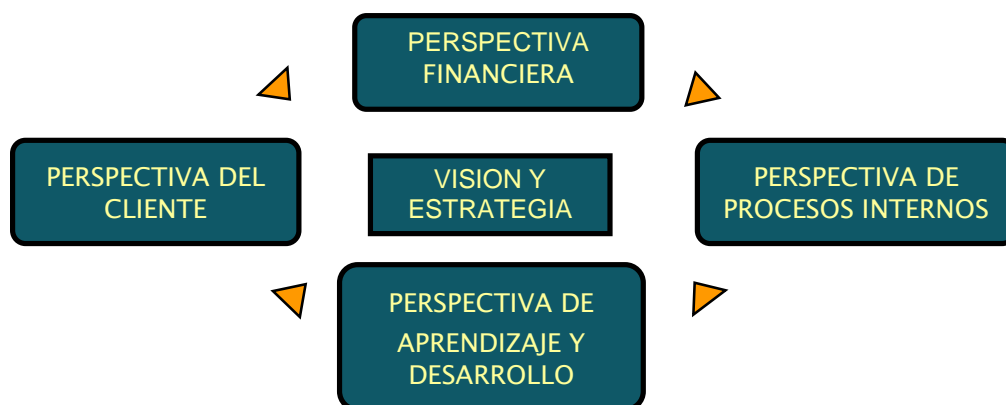 PERSPECTIVA
FINANCIERA
PERSPECTIVA DEL
CLIENTE
VISION Y
ESTRATEGIA
PERSPECTIVA DE
PROCESOS INTERNOS
PERSPECTIVA DE
APRENDIZAJE Y
DESARROLLO